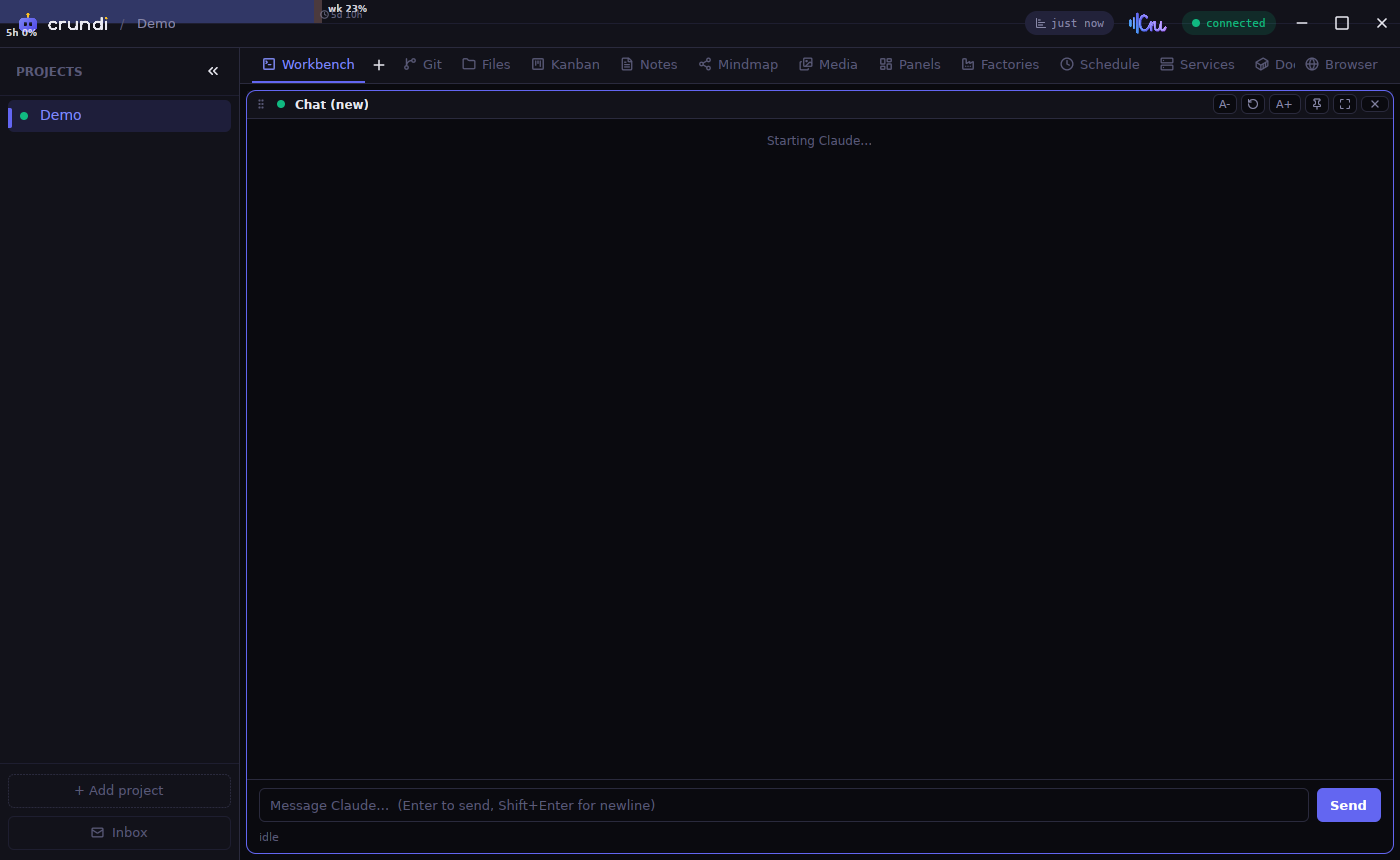 wk 23%
5d 10h
5h 0%
crundi / Demo
just now
Cru
connected
PROJECTS
Workbench
Git
Files
Kanban
Notes
Mindmap
Media
Panels
Factories
Schedule
Services
Doc
Browser
Demo
Chat (new)
A-
A+
Starting Claude...
+ Add project
Inbox
Message Claude... (Enter to send, Shift+Enter for newline)
Send
idle